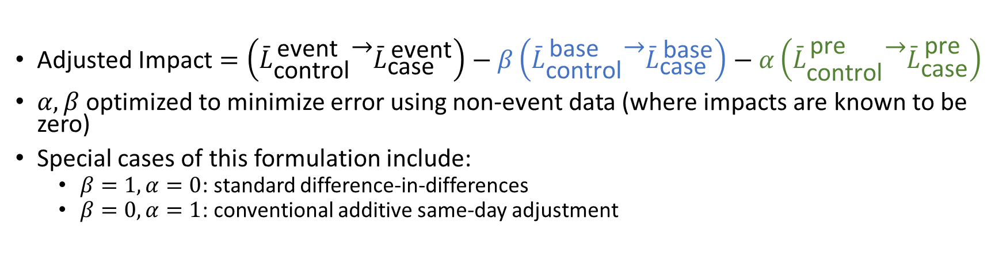 • Adjusted Impact = (L̄ event control → L̄ event case) − β (L̄ base control → L̄ base case) − α (L̄ pre control → L̄ pre case)
• α, β optimized to minimize error using non-event data (where impacts are known to be
zero)
• Special cases of this formulation include:
• β = 1, α = 0: standard difference-in-differences
• β = 0, α = 1: conventional additive same-day adjustment